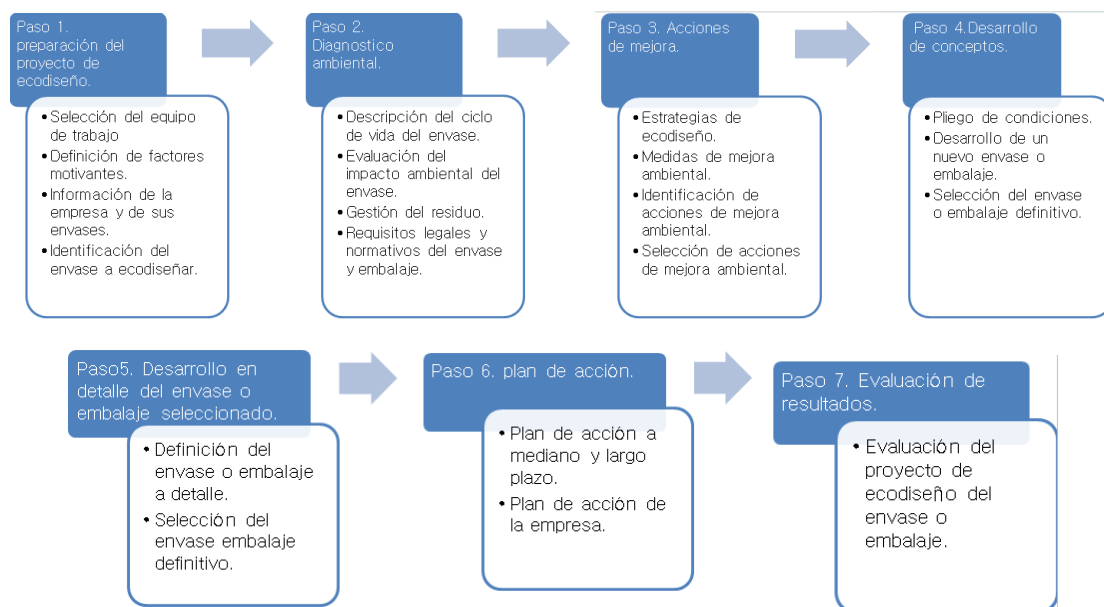 Paso 1.
preparación del
proyecto de
ecodiseño.
• Selección del equipo
de trabajo
• Definición de factores
motivantes.
• Información de la
empresa y de sus
envases.
• Identificación del
envase a ecodiseñar.
Paso 2.
Diagnostico
ambiental.
• Descripción del ciclo
de vida del envase.
• Evaluación del
impacto ambiental del
envase.
• Gestión del residuo.
• Requisitos legales y
normativos del envase
y embalaje.
Paso 3. Acciones
de mejora.
• Estrategias de
ecodiseño.
• Medidas de mejora
ambiental.
• Identificación de
acciones de mejora
ambiental.
• Selección de acciones
de mejora ambiental.
Paso 4.Desarrollo
de conceptos.
• Pliego de condiciones.
• Desarrollo de un
nuevo envase o
embalaje.
• Selección del envase
o embalaje definitivo.
Paso5. Desarrollo en
detalle del envase o
embalaje seleccionado.
• Definición del
envase o embalaje
a detalle.
• Selección del
envase embalaje
definitivo.
Paso 6. plan de acción.
• Plan de acción a
mediano y largo
plazo.
• Plan de acción de
la empresa.
Paso 7. Evaluación de
resultados.
• Evaluación del
proyecto de
ecodiseño del
envase o
embalaje.